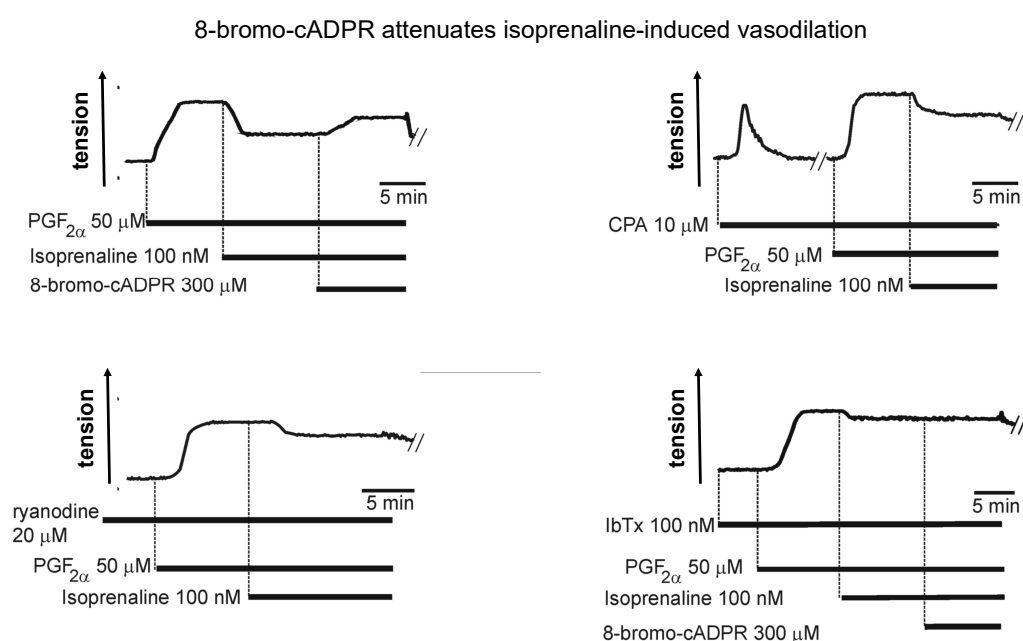 8-bromo-cADPR attenuates isoprenaline-induced vasodilation
tension
5 min
PGF2α 50 μM
Isoprenaline 100 nM
8-bromo-cADPR 300 μM
tension
5 min
CPA 10 μM
PGF2α 50 μM
Isoprenaline 100 nM
tension
5 min
ryanodine
20 μM
PGF2α 50 μM
Isoprenaline 100 nM
tension
5 min
IbTx 100 nM
PGF2α 50 μM
Isoprenaline 100 nM
8-bromo-cADPR 300 μM